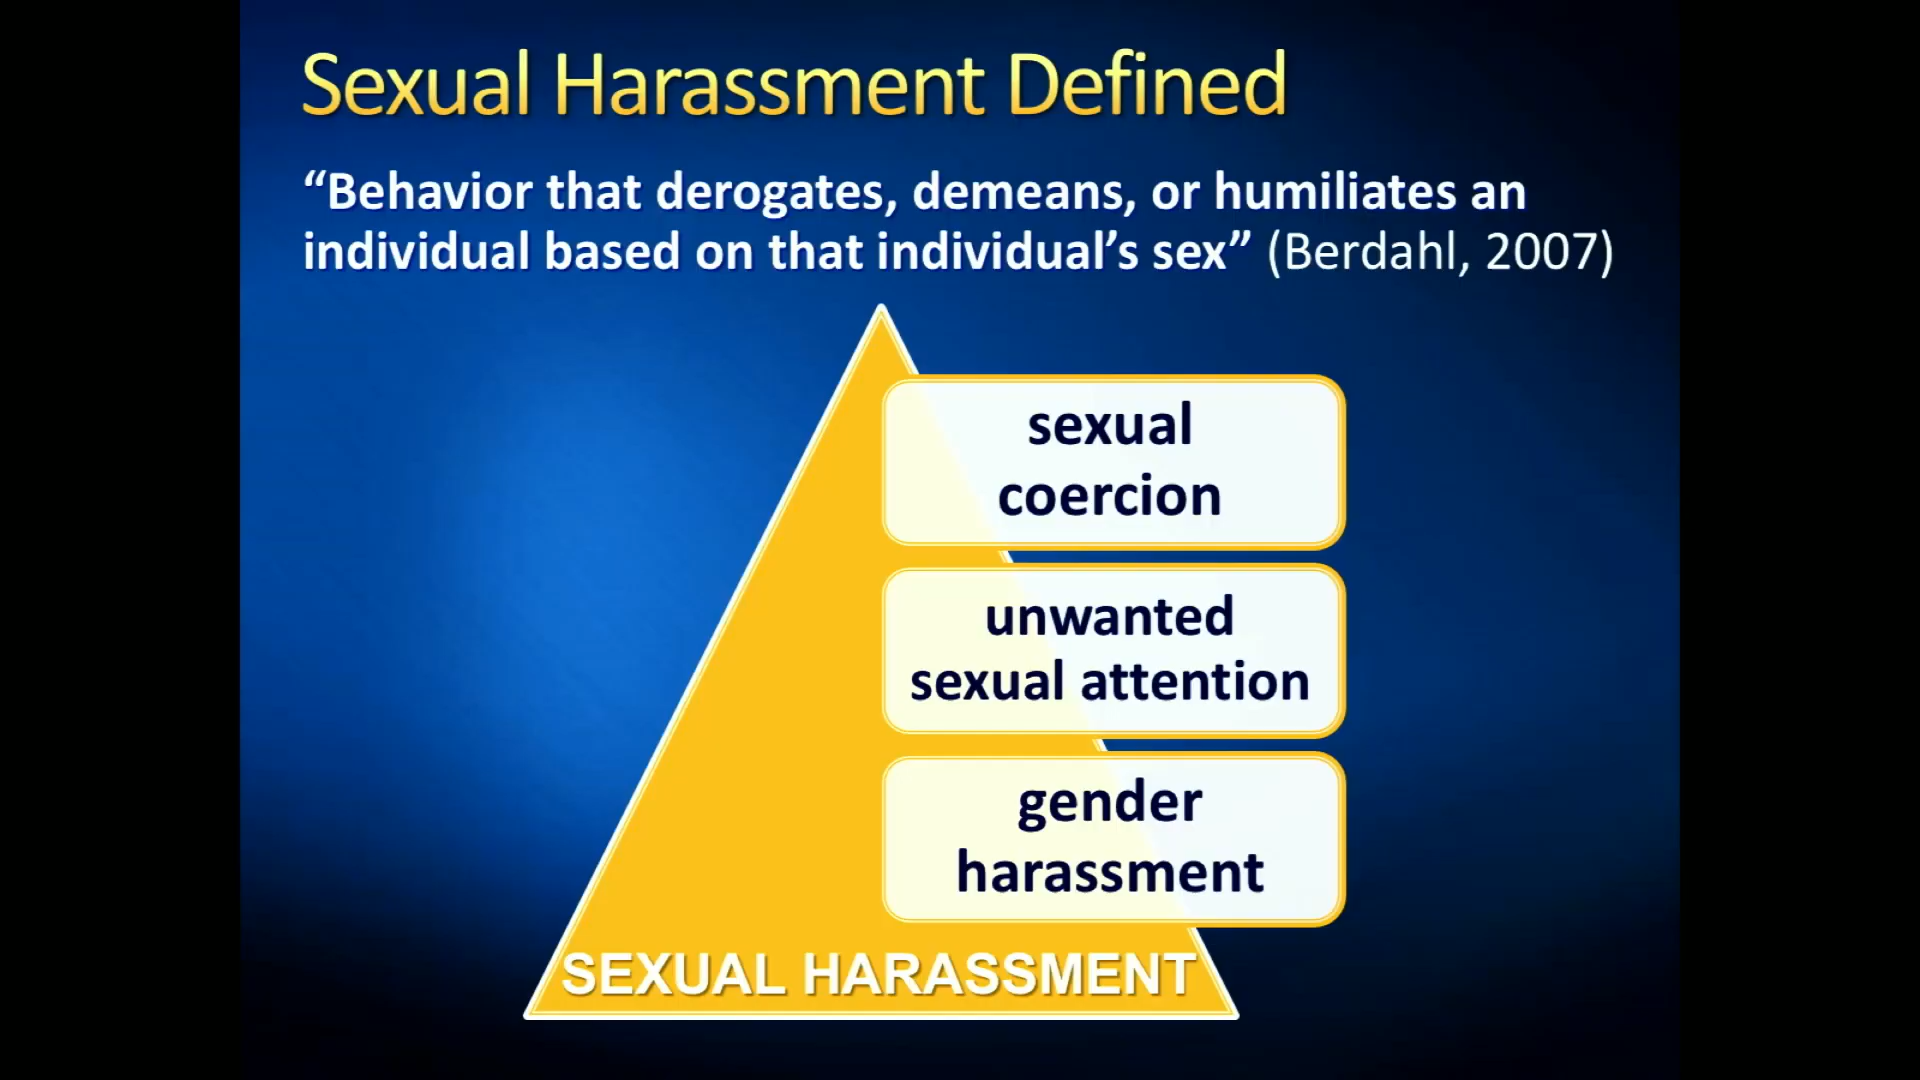 Sexual Harassment Defined
“Behavior that derogates, demeans, or humiliates an
individual based on that individual’s sex” (Berdahl, 2007)
sexual
coercion
unwanted
sexual attention
gender
harassment
SEXUAL HARASSMENT